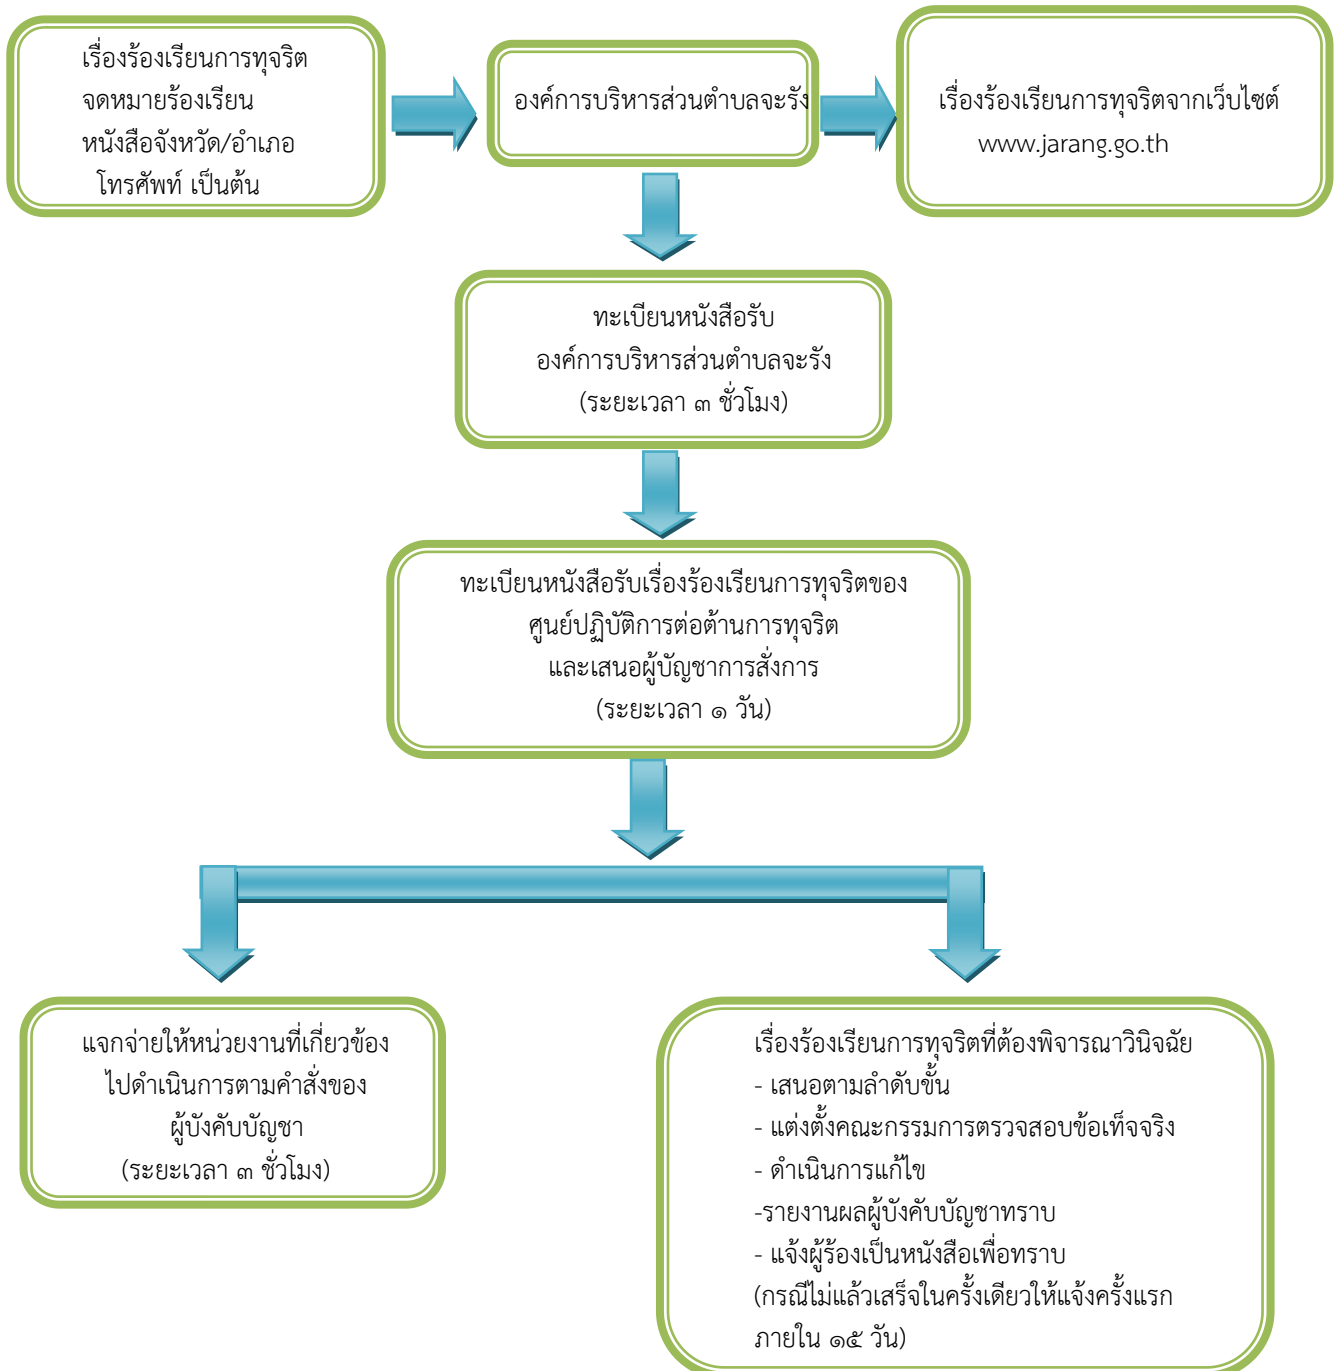 เรื่องร้องเรียนการทุจริต
จดหมายร้องเรียน
หนังสือจังหวัด/อำเภอ
โทรศัพท์ เป็นต้น
องค์การบริหารส่วนตำบลจะรัง
เรื่องร้องเรียนการทุจริตจากเว็บไซต์
www.jarang.go.th
ทะเบียนหนังสือรับ
องค์การบริหารส่วนตำบลจะรัง
(ระยะเวลา ๓ ชั่วโมง)
ทะเบียนหนังสือรับเรื่องร้องเรียนการทุจริตของ
ศูนย์ปฏิบัติการต่อต้านการทุจริต
และเสนอผู้บัญชาการสั่งการ
(ระยะเวลา ๑ วัน)
แจกจ่ายให้หน่วยงานที่เกี่ยวข้อง
ไปดำเนินการตามคำสั่งของ
ผู้บังคับบัญชา
(ระยะเวลา ๓ ชั่วโมง)
เรื่องร้องเรียนการทุจริตที่ต้องพิจารณาวินิจฉัย
- เสนอตามลำดับขั้น
- แต่งตั้งคณะกรรมการตรวจสอบข้อเท็จจริง
- ดำเนินการแก้ไข
-รายงานผลผู้บังคับบัญชาทราบ
- แจ้งผู้ร้องเป็นหนังสือเพื่อทราบ
(กรณีไม่แล้วเสร็จในครั้งเดียวให้แจ้งครั้งแรก
ภายใน ๑๕ วัน)